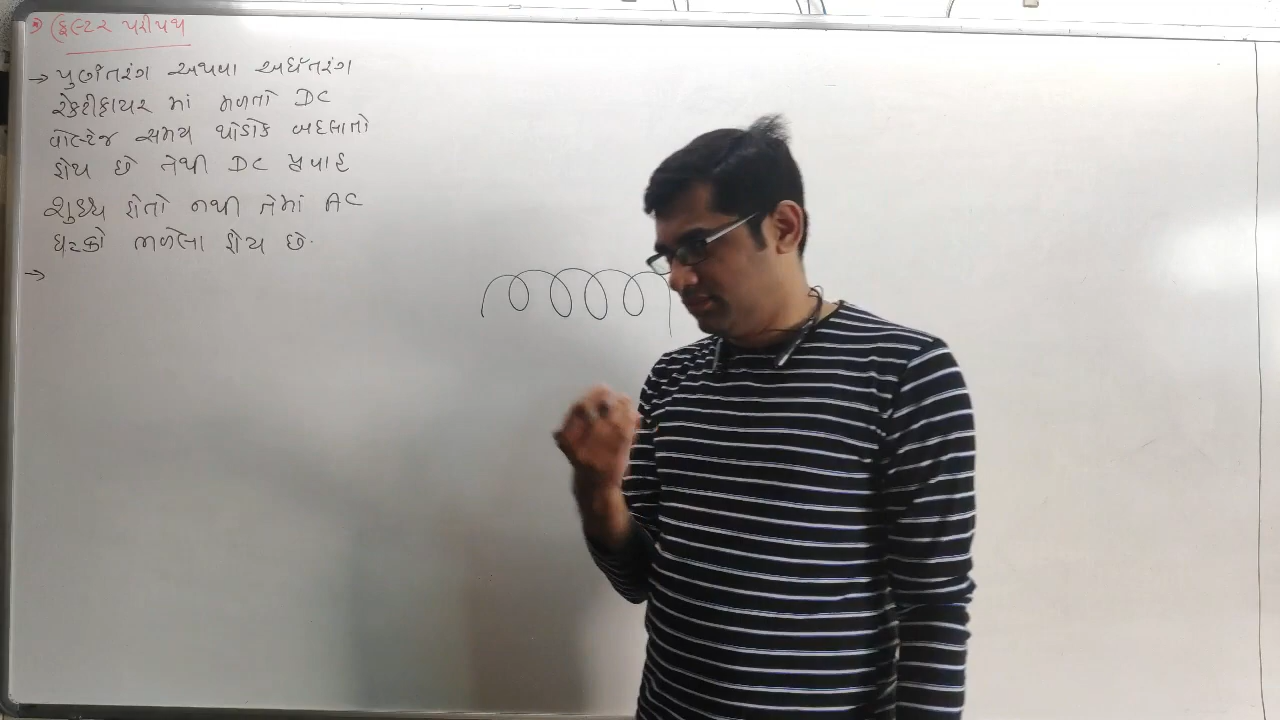 ફિલ્ટર પરીપથ
→ પુર્ણતરંગ અથવા અર્ધતરંગ
રેક્ટીફાયર માં મળતો DC
વોલ્ટેજ સમય થોડોક બદલાતો
હોય છે તેથી DC પ્રવાહ
શુધ્ધ હોતો નથી તેમાં AC
ઘટકો ભળેલા હોય છે.
→